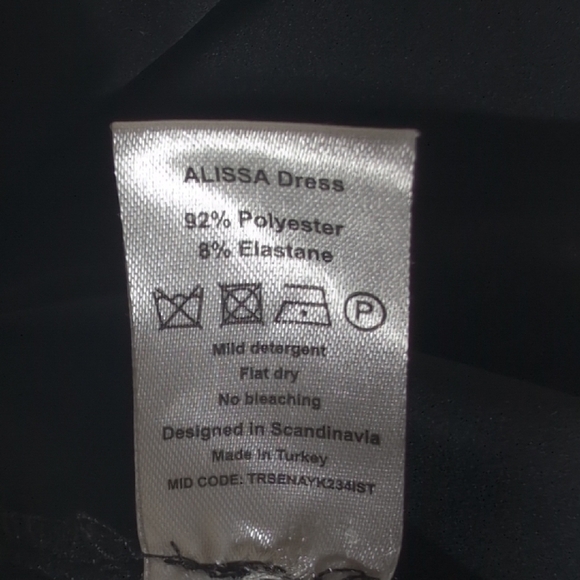 ALISSA Dress
92% Polyester
8% Elastane
P
Mild detergent
Flat dry
No bleaching
Designed in Scandinavia
Made in Turkey
MID CODE: TRSENAYK234IST